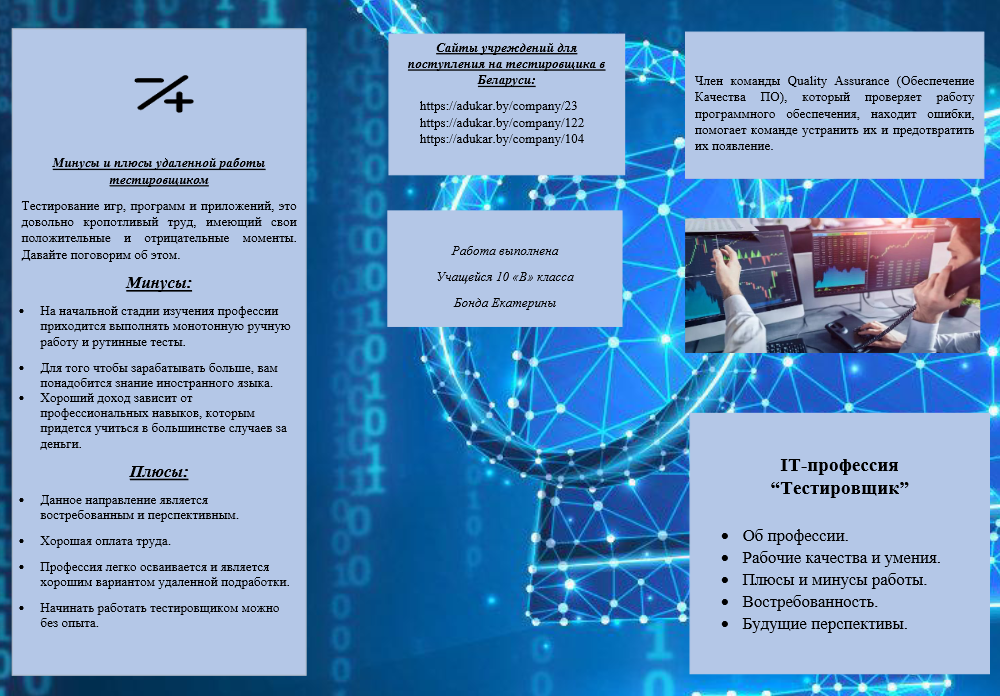 Минусы и плюсы удаленной работы
тестировщиком
Тестирование игр, программ и приложений, это
довольно кропотливый труд, имеющий свои
положительные и отрицательные моменты.
Давайте поговорим об этом.
Минусы:
• На начальной стадии изучения профессии
приходится выполнять монотонную ручную
работу и рутинные тесты.
• Для того чтобы зарабатывать больше, вам
понадобится знание иностранного языка.
• Хороший доход зависит от
профессиональных навыков, которым
придется учиться в большинстве случаев за
деньги.
Плюсы:
• Данное направление является
востребованным и перспективным.
• Хорошая оплата труда.
• Профессия легко осваивается и является
хорошим вариантом удаленной подработки.
• Начинать работать тестировщиком можно
без опыта.
Сайты учреждений для
поступления на тестировщика в
Беларуси:
https://adukar.by/company/23
https://adukar.by/company/122
https://adukar.by/company/104
Работа выполнена
Учащейся 10 «В» класса
Бонда Екатерины
Член команды Quality Assurance (Обеспечение
Качества ПО), который проверяет работу
программного обеспечения, находит ошибки,
помогает команде устранить их и предотвратить
их появление.
IT-профессия
“Тестировщик”
• Об профессии.
• Рабочие качества и умения.
• Плюсы и минусы работы.
• Востребованность.
• Будущие перспективы.